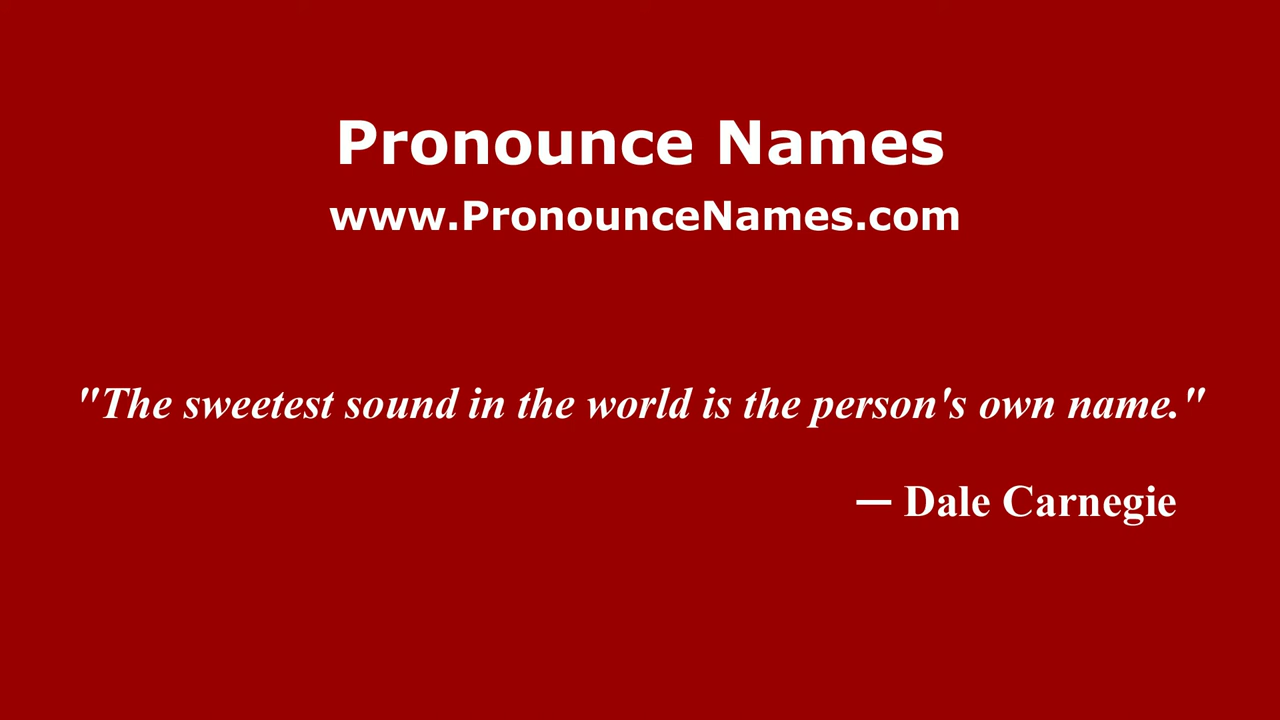 Pronounce Names
www.PronounceNames.com
"The sweetest sound in the world is the person's own name."
— Dale Carnegie